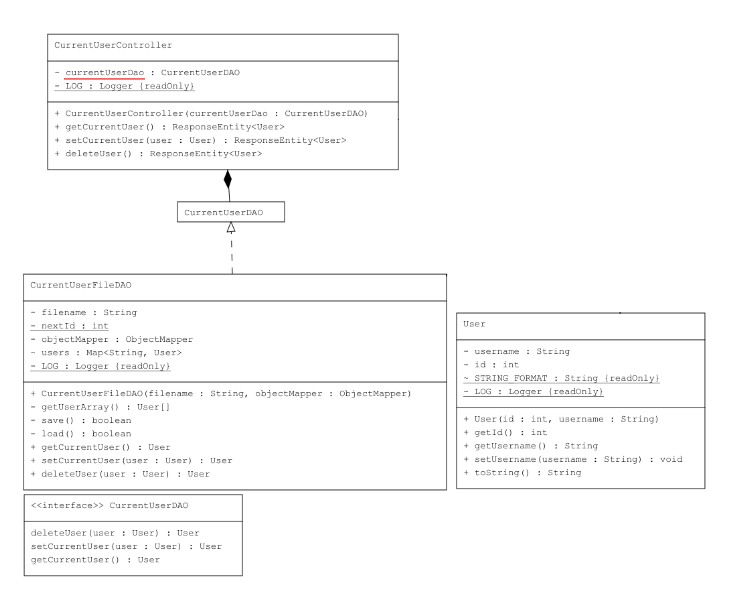 CurrentUserController
- currentUserDao : CurrentUserDAO
- LOG : Logger {readOnly}
+ CurrentUserController(currentUserDao : CurrentUserDAO)
+ getCurrentUser() : ResponseEntity<User>
+ setCurrentUser(user : User) : ResponseEntity<User>
+ deleteUser() : ResponseEntity<User>
CurrentUserDAO
CurrentUserFileDAO
- filename : String
- nextId : int
- objectMapper : ObjectMapper
- users : Map<String, User>
- LOG : Logger {readonly}
+ CurrentUserFileDAO(filename : String, objectMapper : ObjectMapper)
- getUserArray() : User[]
- save() : boolean
- load() : boolean
+ getCurrentUser() : User
+ setCurrentUser(user : User) : User
+ deleteUser(user : User) : User
User
- username : String
- id : int
~ STRING_FORMAT : String {readOnly}
- LOG : Logger {readonly}
+ User(id : int, username : String)
+ getId() : int
+ getUsername() : String
+ setUsername(username : String) : void
+ toString() : String
<<interface>> CurrentUserDAO
deleteUser(user : User) : User
setCurrentUser(user : User) : User
getCurrentUser() : User